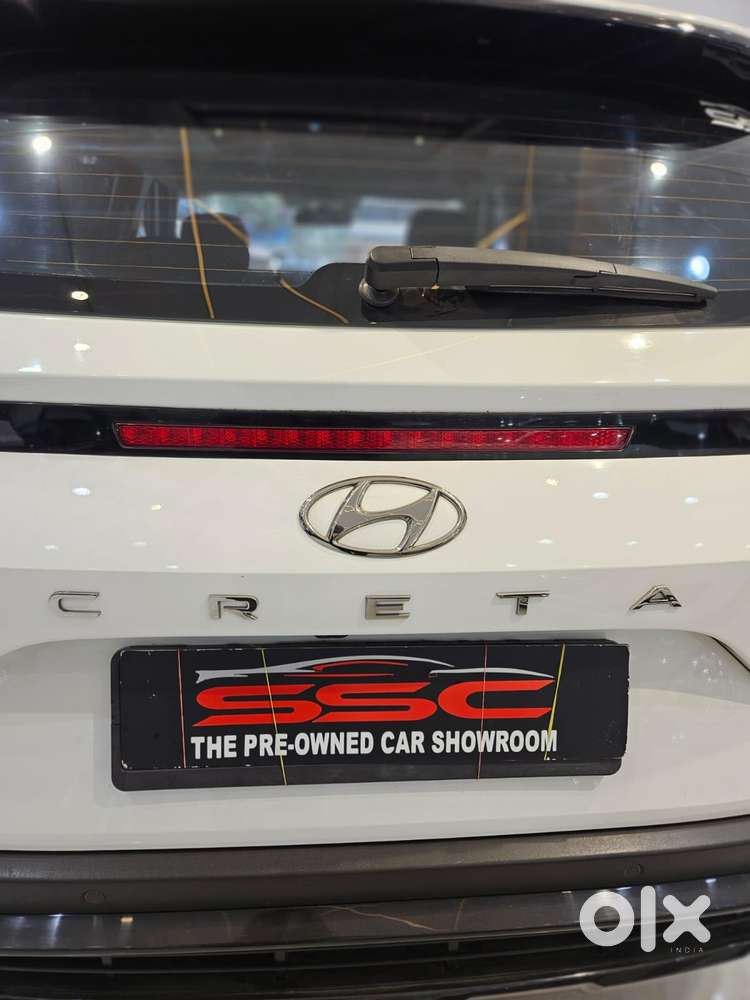 CRETA
SSC
THE PRE-OWNED CAR SHOWROOM
OLX
INDIA